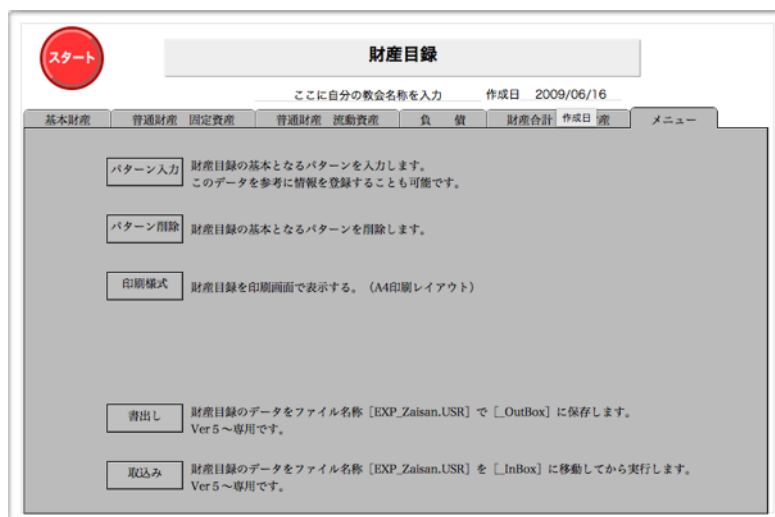 スタート
財産目録
ここに自分の教会名称を入力 作成日 2009/06/16
基本財産 普通財産 固定資産 普通財産 流動資産 負 債 財産合計 作成日 産 メニュー
パターン入力 財産目録の基本となるパターンを入力します。
このデータを参考に情報を登録することも可能です。
パターン削除 財産目録の基本となるパターンを削除します。
印刷様式 財産目録を印刷画面で表示する。（A4印刷レイアウト）
書出し 財産目録のデータをファイル名称［EXP_Zaisan.USR］で［_OutBox］に保存します。
Ver５～専用です。
取込み 財産目録のデータをファイル名称［EXP_Zaisan.USR］を［_InBox］に移動してから実行します。
Ver５～専用です。